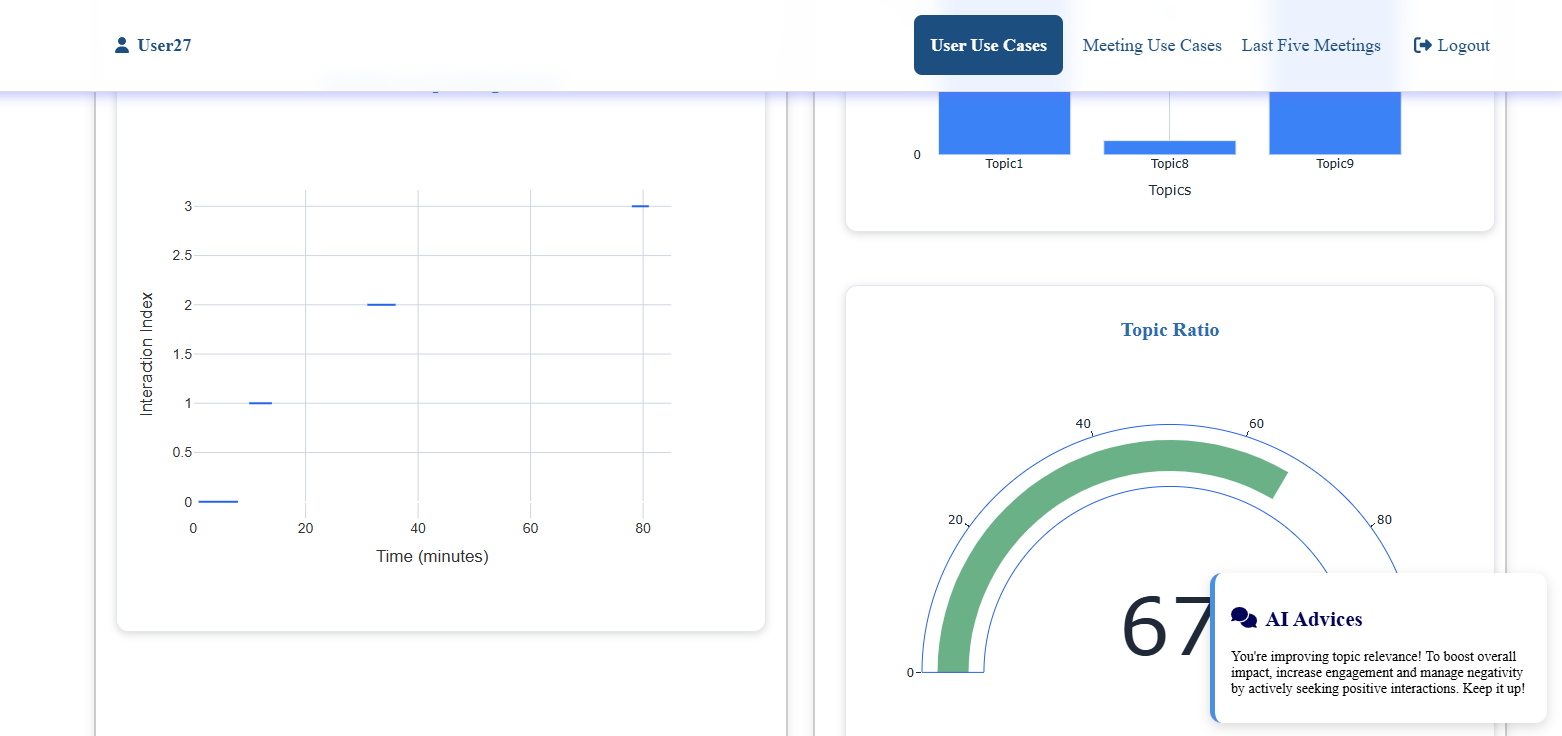 User27
User Use Cases
Meeting Use Cases
Last Five Meetings
Logout
3
2.5
2
1.5
1
0.5
0
Interaction Index
0
20
40
60
80
Time (minutes)
0
Topic1
Topic8
Topic9
Topics
Topic Ratio
0
20
40
60
80
67
AI Advices
You're improving topic relevance! To boost overall
impact, increase engagement and manage negativity
by actively seeking positive interactions. Keep it up!